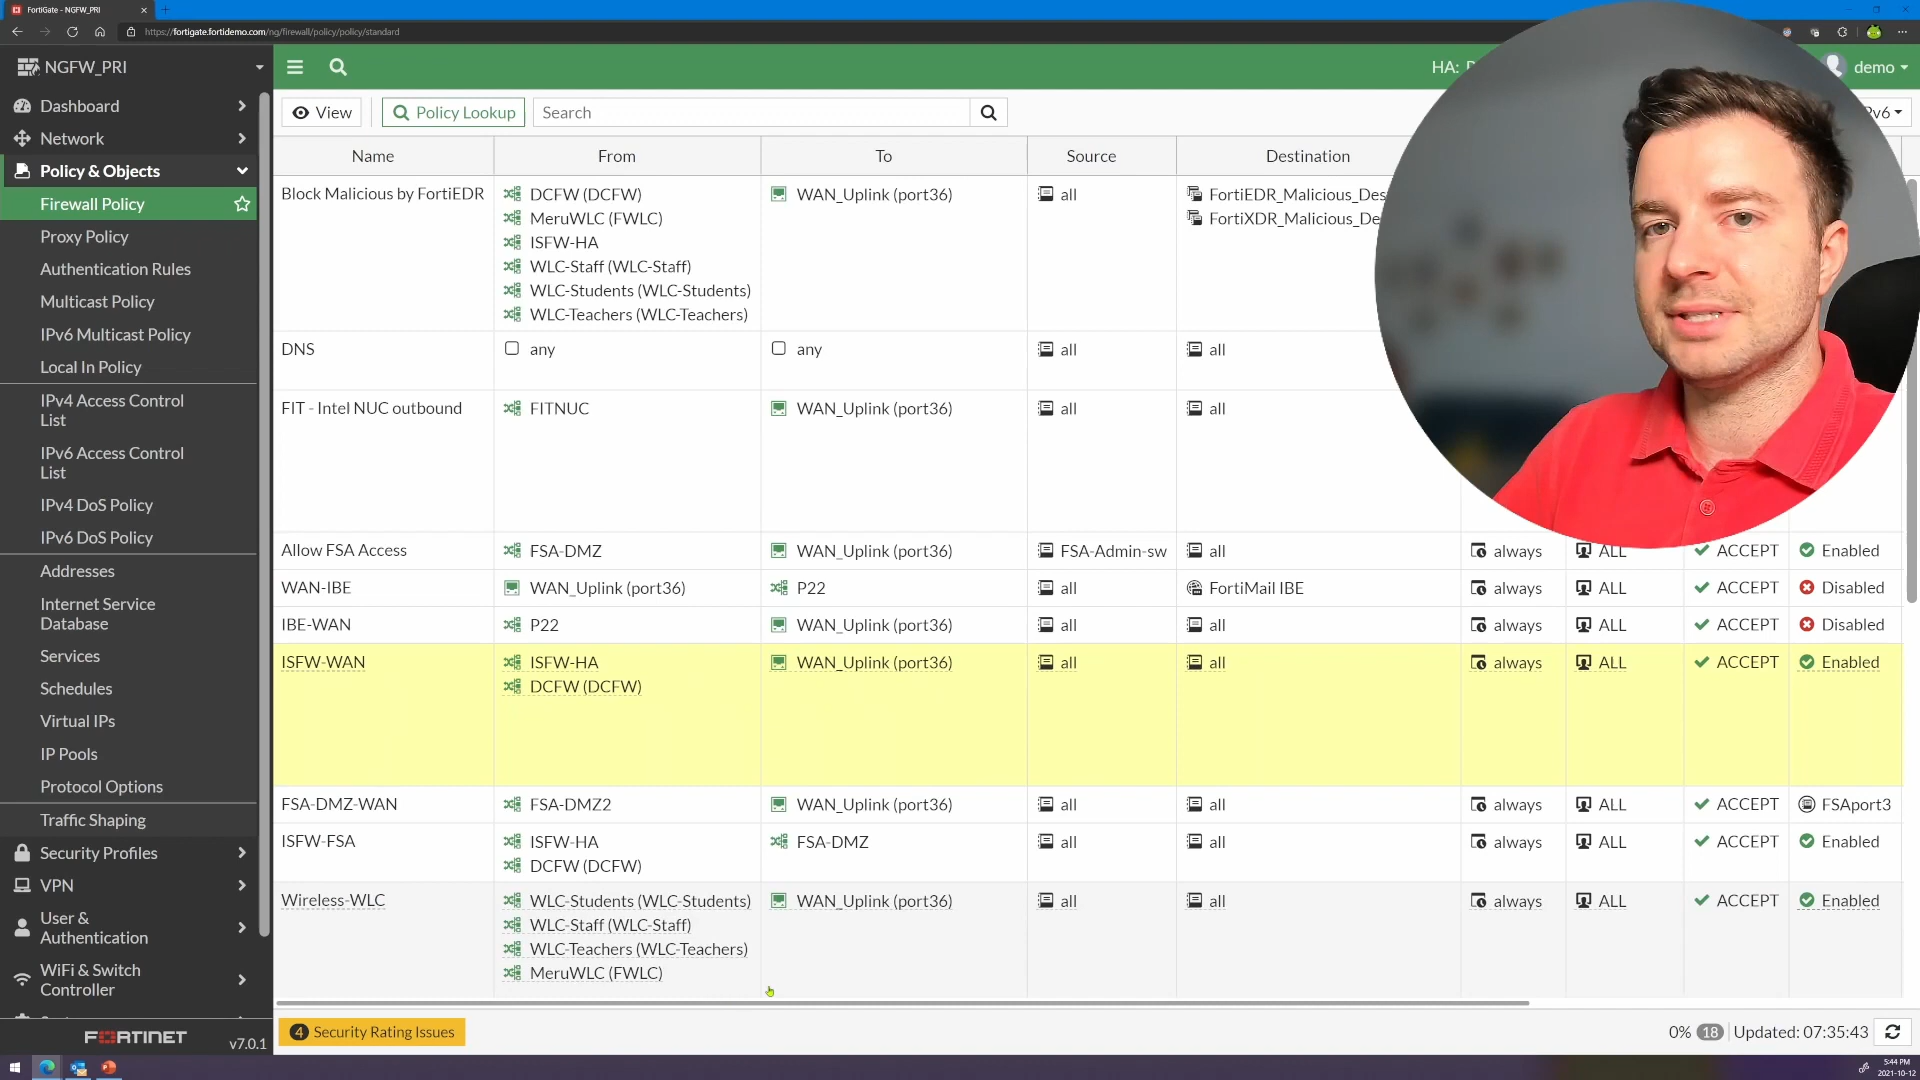 FortiGate - NGFW_PRI
https://fortigate.fortidemo.com/ng/firewall/policy/policy/standard
NGFW_PRI
HA:
demo
View
Policy Lookup
Search
Dashboard
Network
Policy & Objects
Firewall Policy
Proxy Policy
Authentication Rules
Multicast Policy
IPv6 Multicast Policy
Local In Policy
IPv4 Access Control
List
IPv6 Access Control
List
IPv4 DoS Policy
IPv6 DoS Policy
Addresses
Internet Service
Database
Services
Schedules
Virtual IPs
IP Pools
Protocol Options
Traffic Shaping
Security Profiles
VPN
User &
Authentication
WiFi & Switch
Controller
FORTINET
v7.0.1
Name From To Source Destination
Block Malicious by FortiEDR DCFW (DCFW) WAN_Uplink (port36) all FortiEDR_Malicious_Des
MeruWLC (FWLC) FortiXDR_Malicious_De
ISFW-HA
WLC-Staff (WLC-Staff)
WLC-Students (WLC-Students)
WLC-Teachers (WLC-Teachers)
DNS any any all all
FIT - Intel NUC outbound FITNUC WAN_Uplink (port36) all all
Allow FSA Access FSA-DMZ WAN_Uplink (port36) FSA-Admin-sw all always ALL ACCEPT Enabled
WAN-IBE WAN_Uplink (port36) P22 all FortiMail IBE always ALL ACCEPT Disabled
IBE-WAN P22 WAN_Uplink (port36) all all always ALL ACCEPT Disabled
ISFW-WAN ISFW-HA WAN_Uplink (port36) all all always ALL ACCEPT Enabled
DCFW (DCFW)
FSA-DMZ-WAN FSA-DMZ2 WAN_Uplink (port36) all all always ALL ACCEPT FSAport3
ISFW-FSA ISFW-HA FSA-DMZ all all always ALL ACCEPT Enabled
DCFW (DCFW)
Wireless-WLC WLC-Students (WLC-Students) WAN_Uplink (port36) all all always ALL ACCEPT Enabled
WLC-Staff (WLC-Staff)
WLC-Teachers (WLC-Teachers)
MeruWLC (FWLC)
4 Security Rating Issues
0% 18 Updated: 07:35:43
5:44 PM
2021-10-12